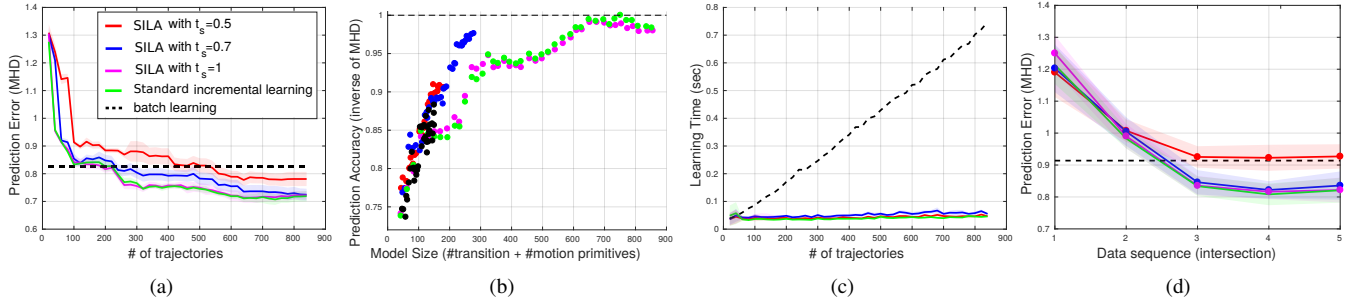 Prediction Error (MHD)
1.4
1.3
1.2
1.1
1
0.9
0.8
0.7
0.6
SILA with t_s=0.5
SILA with t_s=0.7
SILA with t_s=1
Standard incremental learning
batch learning
0 100 200 300 400 500 600 700 800 900
# of trajectories
(a)
Prediction Accuracy (inverse of MHD)
1
0.95
0.9
0.85
0.8
0.75
0 100 200 300 400 500 600 700 800 900
Model Size (#transition + #motion primitives)
(b)
Learning Time (sec)
0.8
0.7
0.6
0.5
0.4
0.3
0.2
0.1
0
0 100 200 300 400 500 600 700 800 900
# of trajectories
(c)
Prediction Error (MHD)
1.4
1.3
1.2
1.1
1
0.9
0.8
0.7
1 2 3 4 5
Data sequence (intersection)
(d)